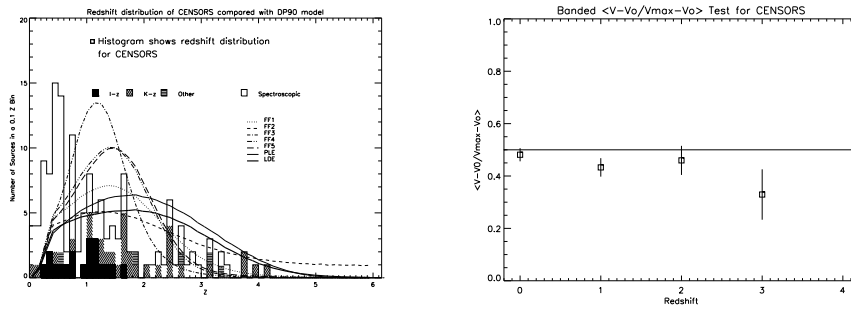 Redshift distribution of CENSORS compared with DP90 model
20
15
10
5
0
Number of Sources in a 0.1 Z Bin
Histogram shows redshift distribution
for CENSORS
I-z K-z Other Spectroscopic
FF1
FF2
FF3
FF4
FF5
PLE
LDE
0 1 2 3 4 5 6
Z
Banded <V-Vo/Vmax-Vo> Test for CENSORS
1.0
0.8
0.6
0.4
0.2
0.0
<V-V0/Vmax-Vo>
0 1 2 3 4
Redshift